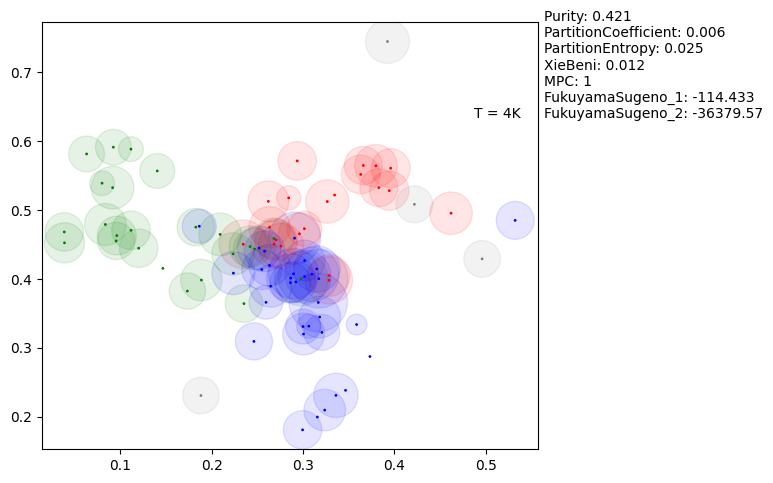 Purity: 0.421
PartitionCoefficient: 0.006
PartitionEntropy: 0.025
XieBeni: 0.012
MPC: 1
FukuyamaSugeno_1: -114.433
FukuyamaSugeno_2: -36379.57
T = 4K
0.7
0.6
0.5
0.4
0.3
0.2
0.1 0.2 0.3 0.4 0.5